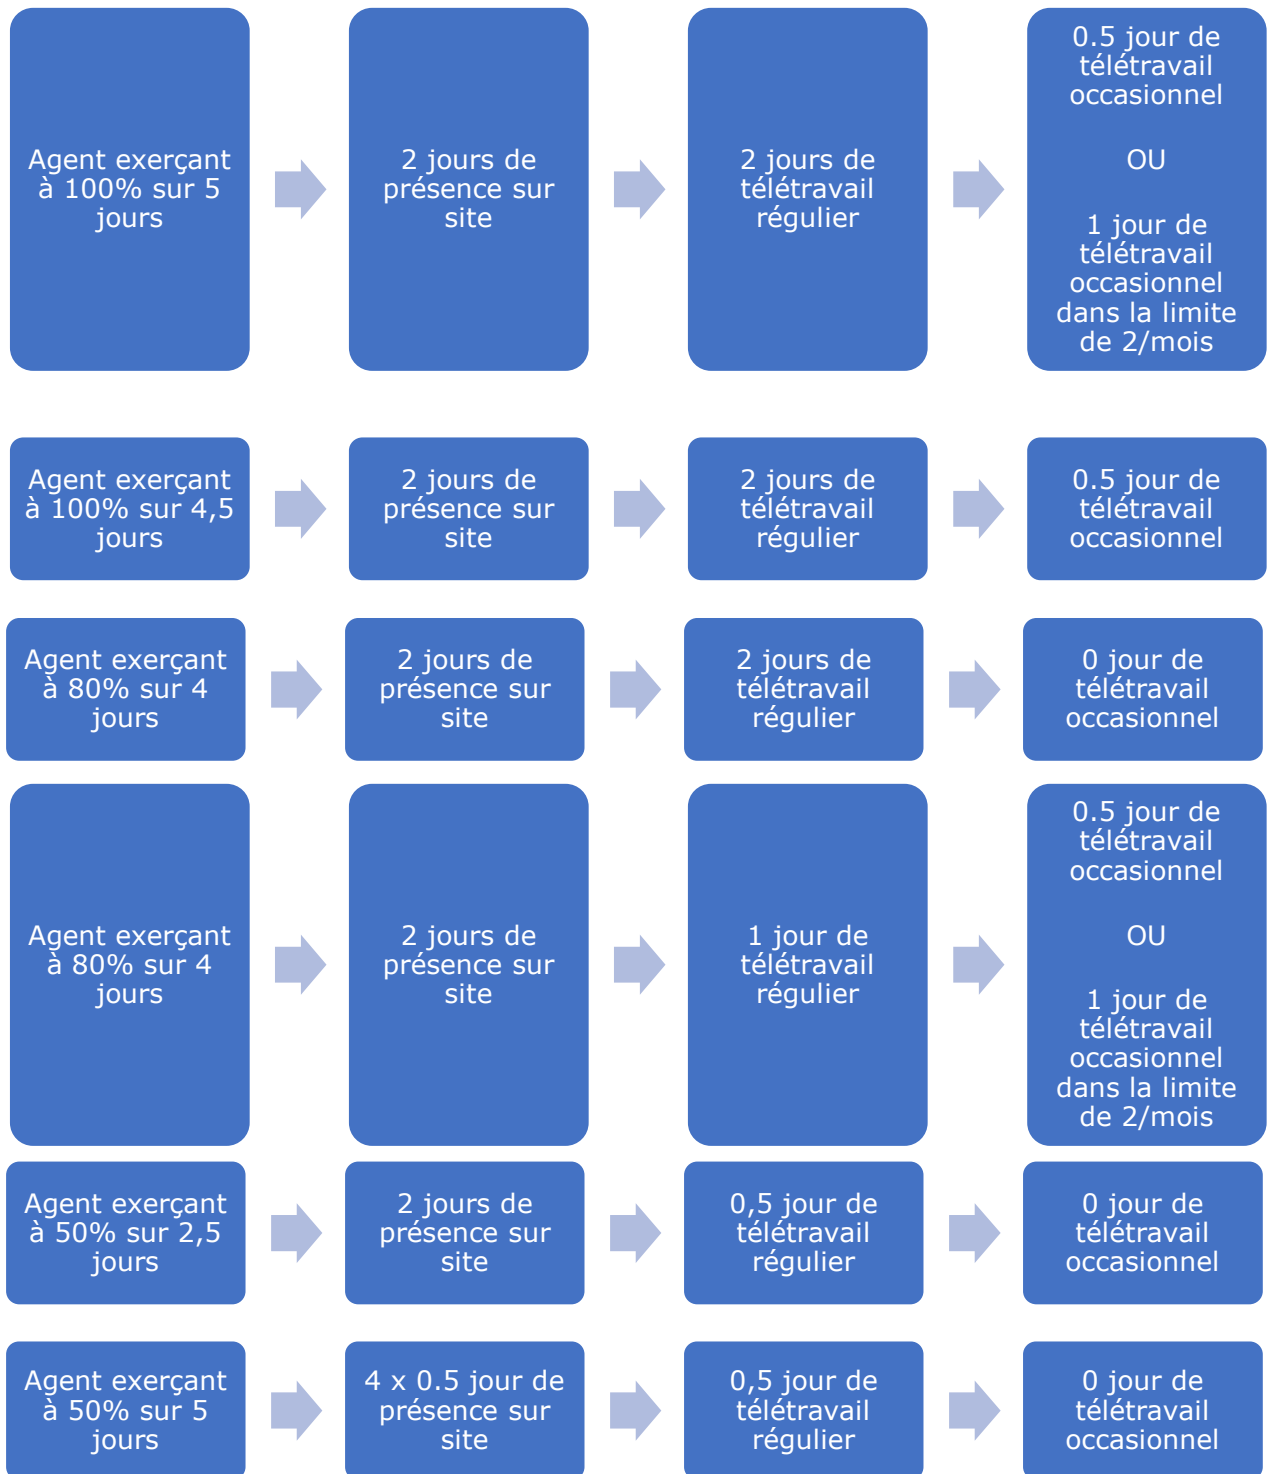 Agent exerçant
à 100% sur 5
jours
2 jours de
présence sur
site
2 jours de
télétravail
régulier
0.5 jour de
télétravail
occasionnel
OU
1 jour de
télétravail
occasionnel
dans la limite
de 2/mois
Agent exerçant
à 100% sur 4,5
jours
2 jours de
présence sur
site
2 jours de
télétravail
régulier
0.5 jour de
télétravail
occasionnel
Agent exerçant
à 80% sur 4
jours
2 jours de
présence sur
site
2 jours de
télétravail
régulier
0 jour de
télétravail
occasionnel
Agent exerçant
à 80% sur 4
jours
2 jours de
présence sur
site
1 jour de
télétravail
régulier
0.5 jour de
télétravail
occasionnel
OU
1 jour de
télétravail
occasionnel
dans la limite
de 2/mois
Agent exerçant
à 50% sur 2,5
jours
2 jours de
présence sur
site
0,5 jour de
télétravail
régulier
0 jour de
télétravail
occasionnel
Agent exerçant
à 50% sur 5
jours
4 x 0.5 jour de
présence sur
site
0,5 jour de
télétravail
régulier
0 jour de
télétravail
occasionnel